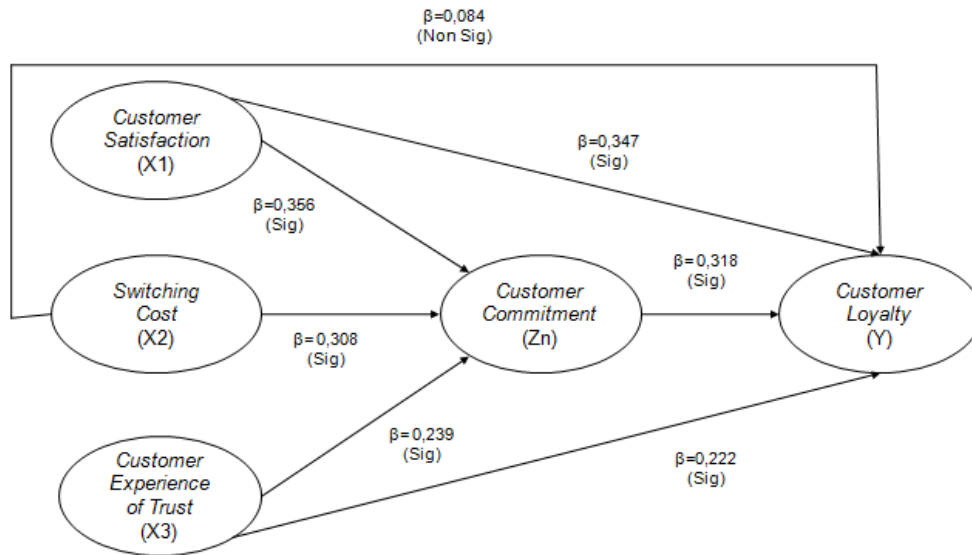 β=0,084
(Non Sig)
Customer
Satisfaction
(X1)
β=0,347
(Sig)
β=0,356
(Sig)
Switching
Cost
(X2)
Customer
Commitment
(Zn)
β= 0,318
(Sig)
Customer
Loyalty
(Y)
β= 0,308
(Sig)
β= 0,239
(Sig)
Customer
Experience
of Trust
(X3)
β=0,222
(Sig)